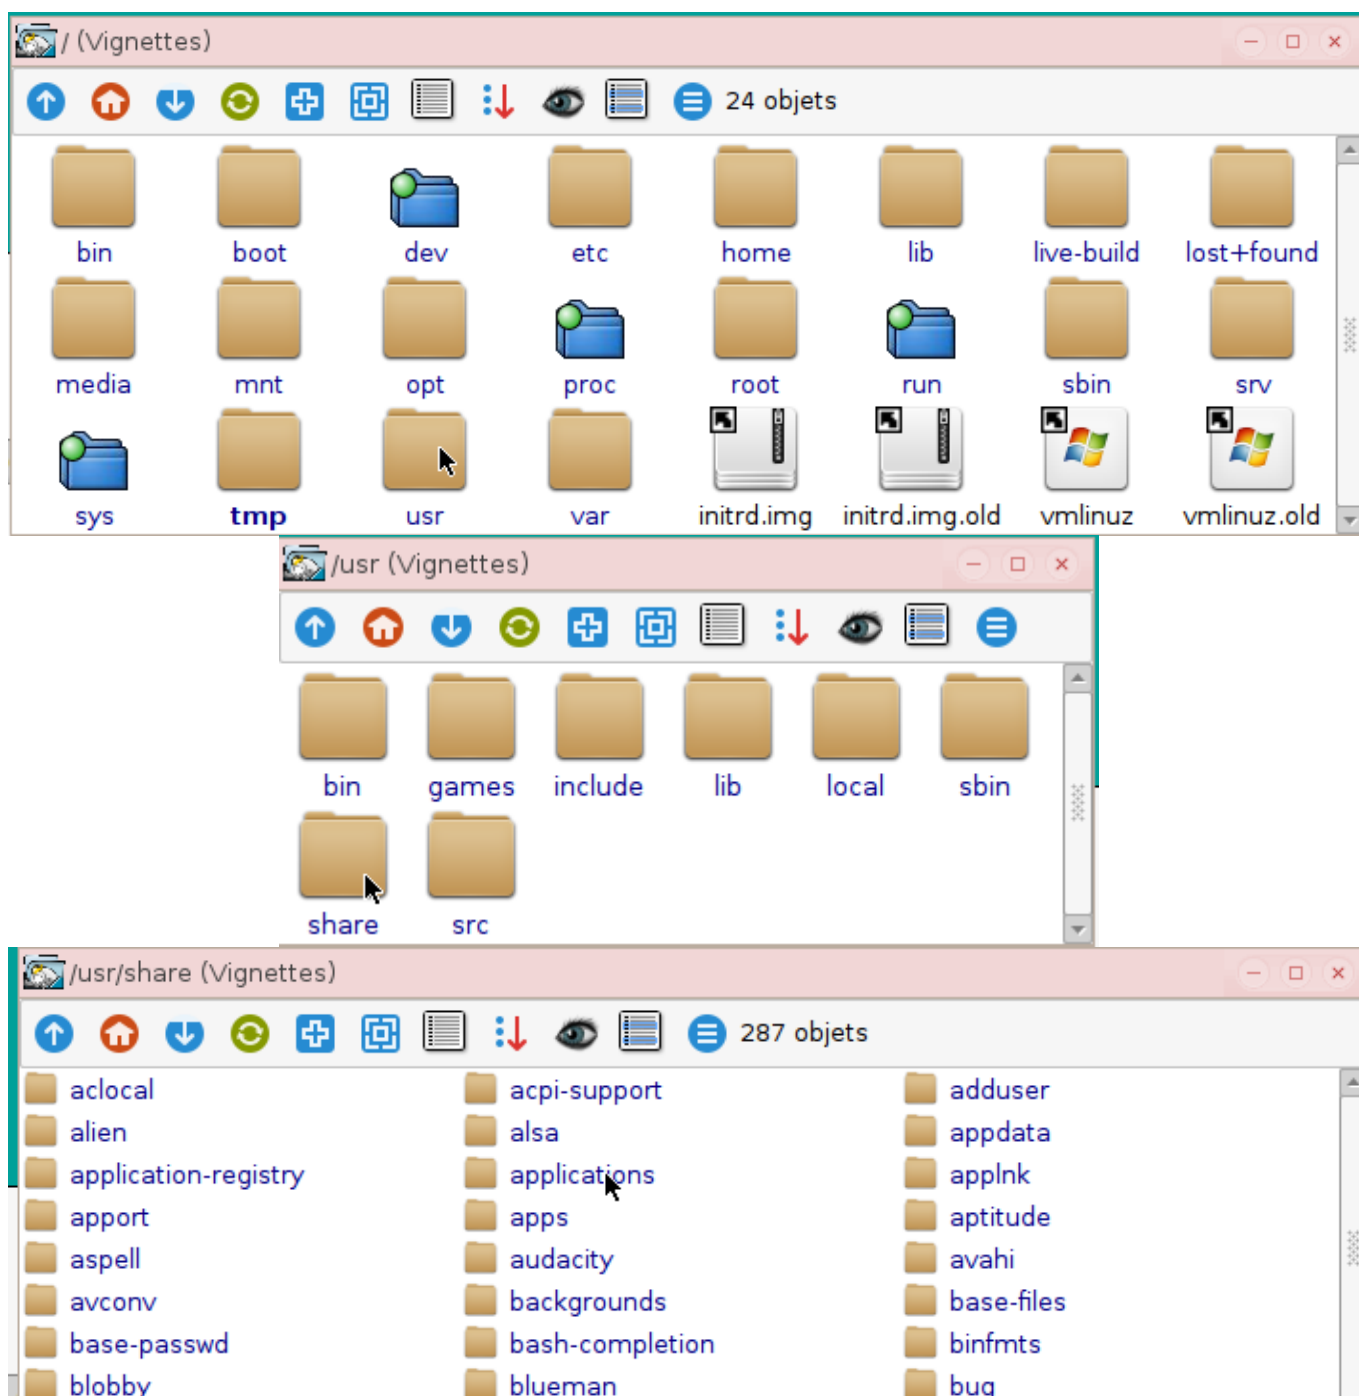 / (Vignettes)
24 objets
bin boot dev etc home lib live-build lost+found
media mnt opt proc root run sbin srv
sys tmp usr var initrd.img initrd.img.old vmlinuz vmlinuz.old
/usr (Vignettes)
bin games include lib local sbin
share src
/usr/share (Vignettes)
287 objets
aclocal acpi-support adduser
alien alsa appdata
application-registry applications applnk
apport apps aptitude
aspell audacity avahi
avconv backgrounds base-files
base-passwd bash-completion binfmts
blobby blueman bug